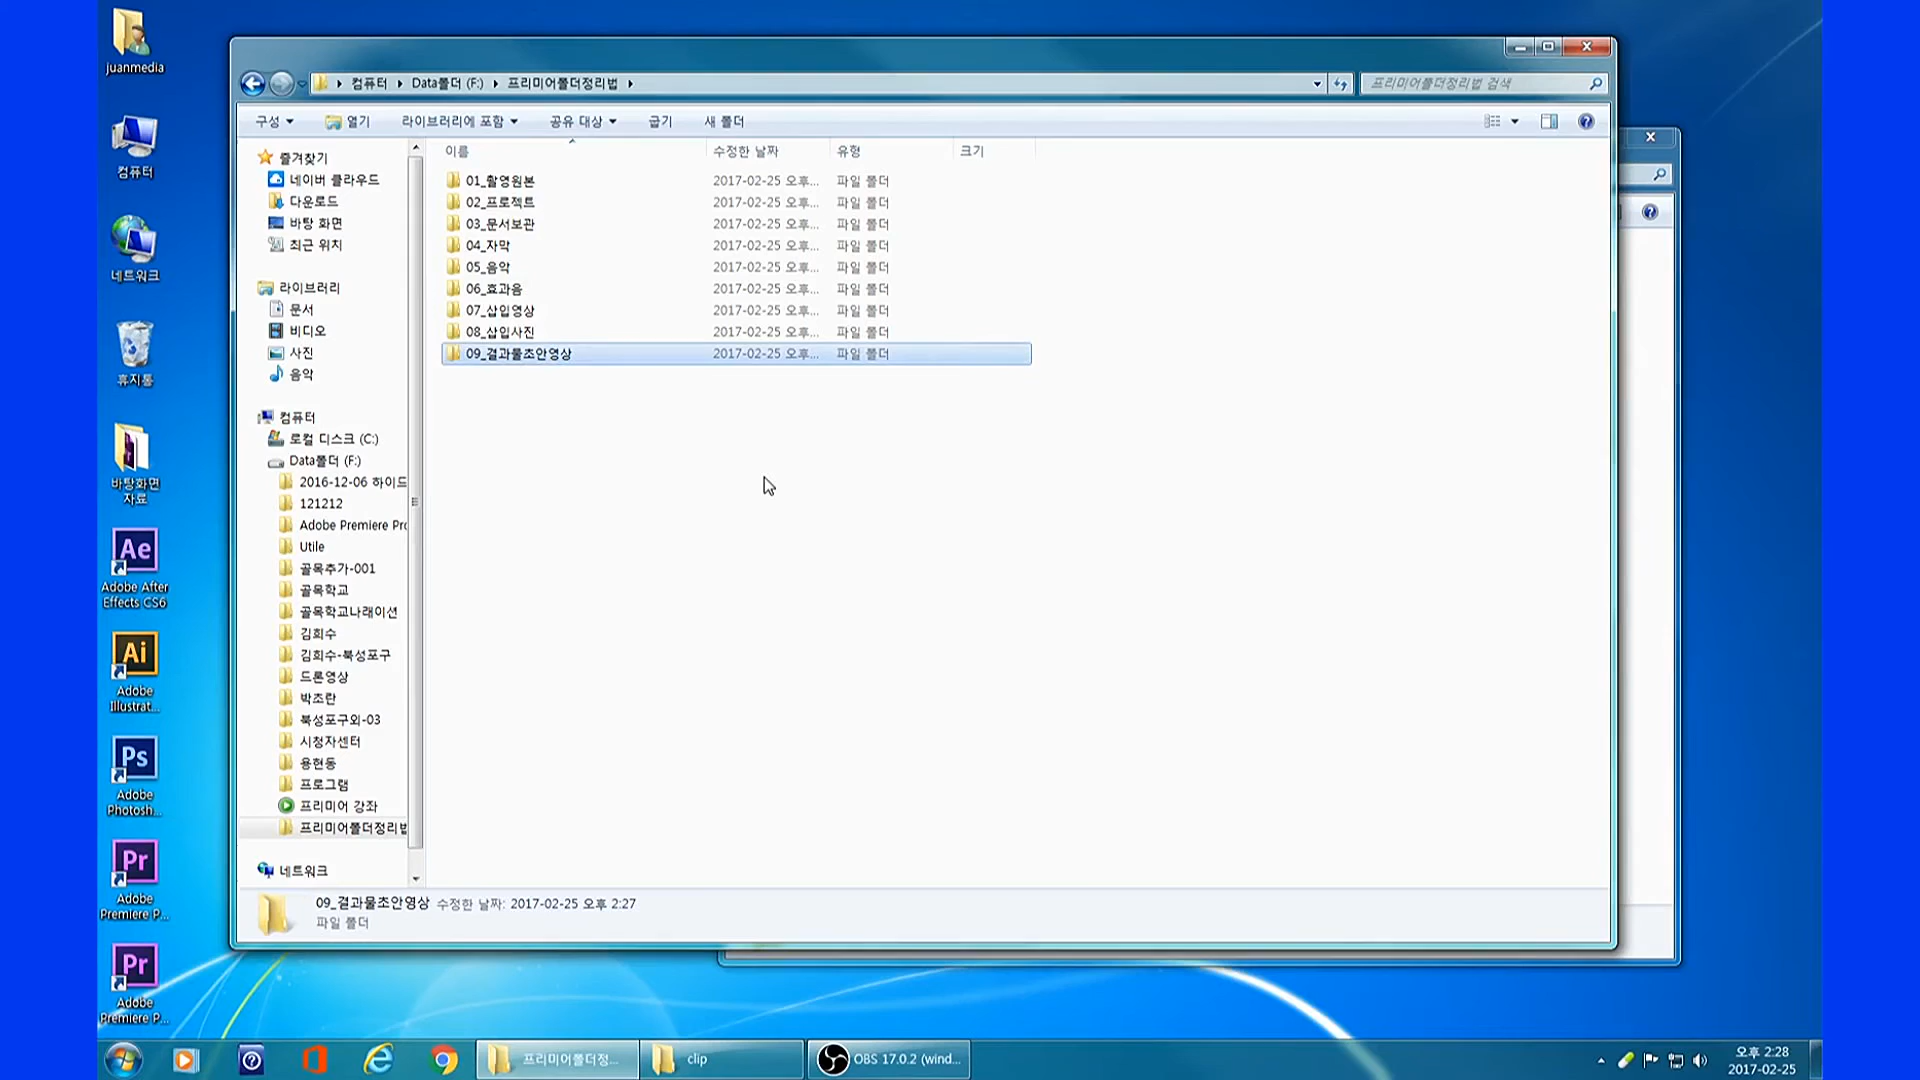 juanmedia
컴퓨터
네트워크
휴지통
바탕화면
자료
Ae
Adobe After
Effects CS6
Ai
Adobe
Illustrat...
Ps
Adobe
Photosh...
Pr
Adobe
Premiere P...
Pr
Adobe
Premiere P...
컴퓨터 Data폴더 (F:) 프리미어폴더정리법
프리미어폴더정리법 검색
구성 열기 라이브러리에 포함 공유 대상 굽기 새 폴더
즐겨찾기
네이버 클라우드
다운로드
바탕 화면
최근 위치
라이브러리
문서
비디오
사진
음악
컴퓨터
로컬 디스크 (C:)
Data폴더 (F:)
2016-12-06 하이드
121212
Adobe Premiere Pro
Utile
골목추가-001
골목학교
골목학교나래이션
김희수
김희수-북성포구
드론영상
박조란
북성포구외-03
시청자센터
용현동
프로그램
프리미어 강좌
프리미어폴더정리법
네트워크
이름 수정한 날짜 유형 크기
01_촬영원본 2017-02-25 오후... 파일 폴더
02_프로젝트 2017-02-25 오후... 파일 폴더
03_문서보관 2017-02-25 오후... 파일 폴더
04_자막 2017-02-25 오후... 파일 폴더
05_음악 2017-02-25 오후... 파일 폴더
06_효과음 2017-02-25 오후... 파일 폴더
07_삽입영상 2017-02-25 오후... 파일 폴더
08_삽입사진 2017-02-25 오후... 파일 폴더
09_결과물초안영상 2017-02-25 오후... 파일 폴더
09_결과물초안영상 수정한 날짜: 2017-02-25 오후 2:27
파일 폴더
프리미어폴더정...
clip
OBS 17.0.2 (wind...
오후 2:28
2017-02-25